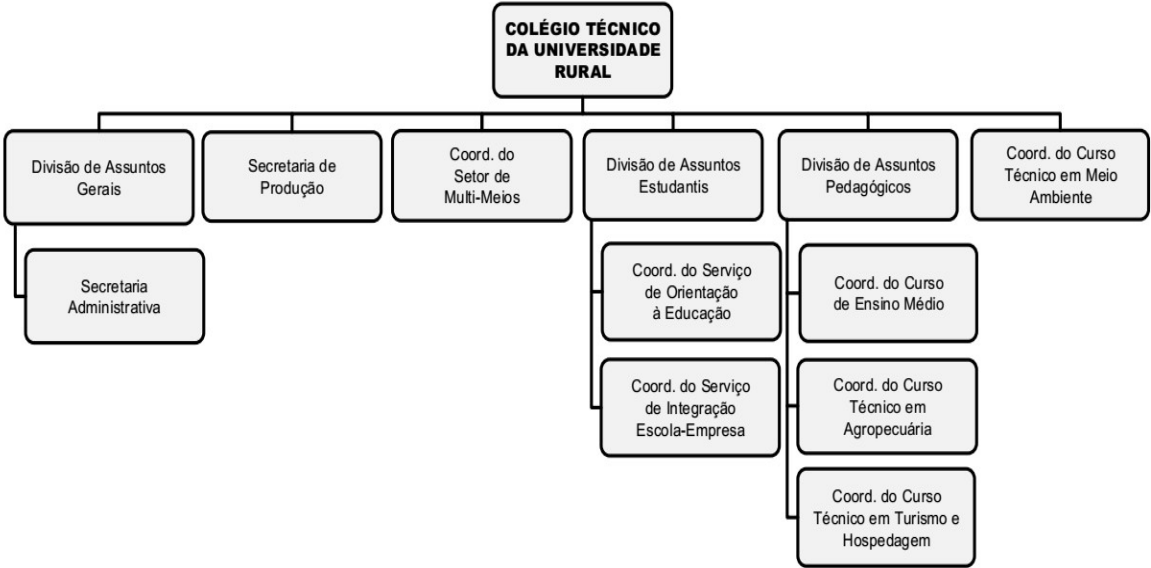 COLÉGIO TÉCNICO
DA UNIVERSIDADE
RURAL
Divisão de Assuntos
Gerais
Secretaria de
Produção
Coord. do
Setor de
Multi-Meios
Divisão de Assuntos
Estudantis
Divisão de Assuntos
Pedagógicos
Coord. do Curso
Técnico em Meio
Ambiente
Secretaria
Administrativa
Coord. do Serviço
de Orientação
à Educação
Coord. do Curso
de Ensino Médio
Coord. do Serviço
de Integração
Escola-Empresa
Coord. do Curso
Técnico em
Agropecuária
Coord. do Curso
Técnico em Turismo e
Hospedagem